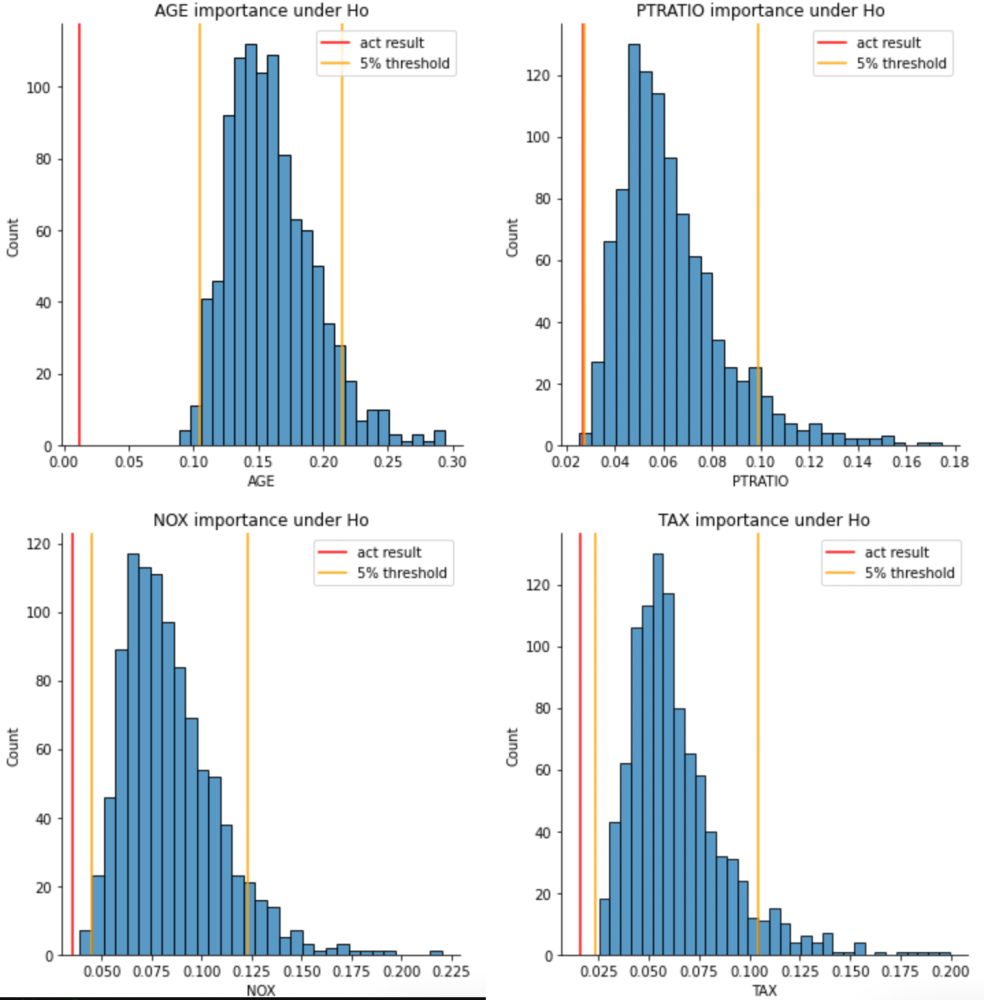 AGE importance under Ho
act result
5% threshold
Count
100
80
60
40
20
0
0.00 0.05 0.10 0.15 0.20 0.25 0.30
AGE
PTRATIO importance under Ho
act result
5% threshold
Count
120
100
80
60
40
20
0
0.02 0.04 0.06 0.08 0.10 0.12 0.14 0.16 0.18
PTRATIO
NOX importance under Ho
act result
5% threshold
Count
120
100
80
60
40
20
0
0.050 0.075 0.100 0.125 0.150 0.175 0.200 0.225
NOX
TAX importance under Ho
act result
5% threshold
Count
120
100
80
60
40
20
0
0.025 0.050 0.075 0.100 0.125 0.150 0.175 0.200
TAX